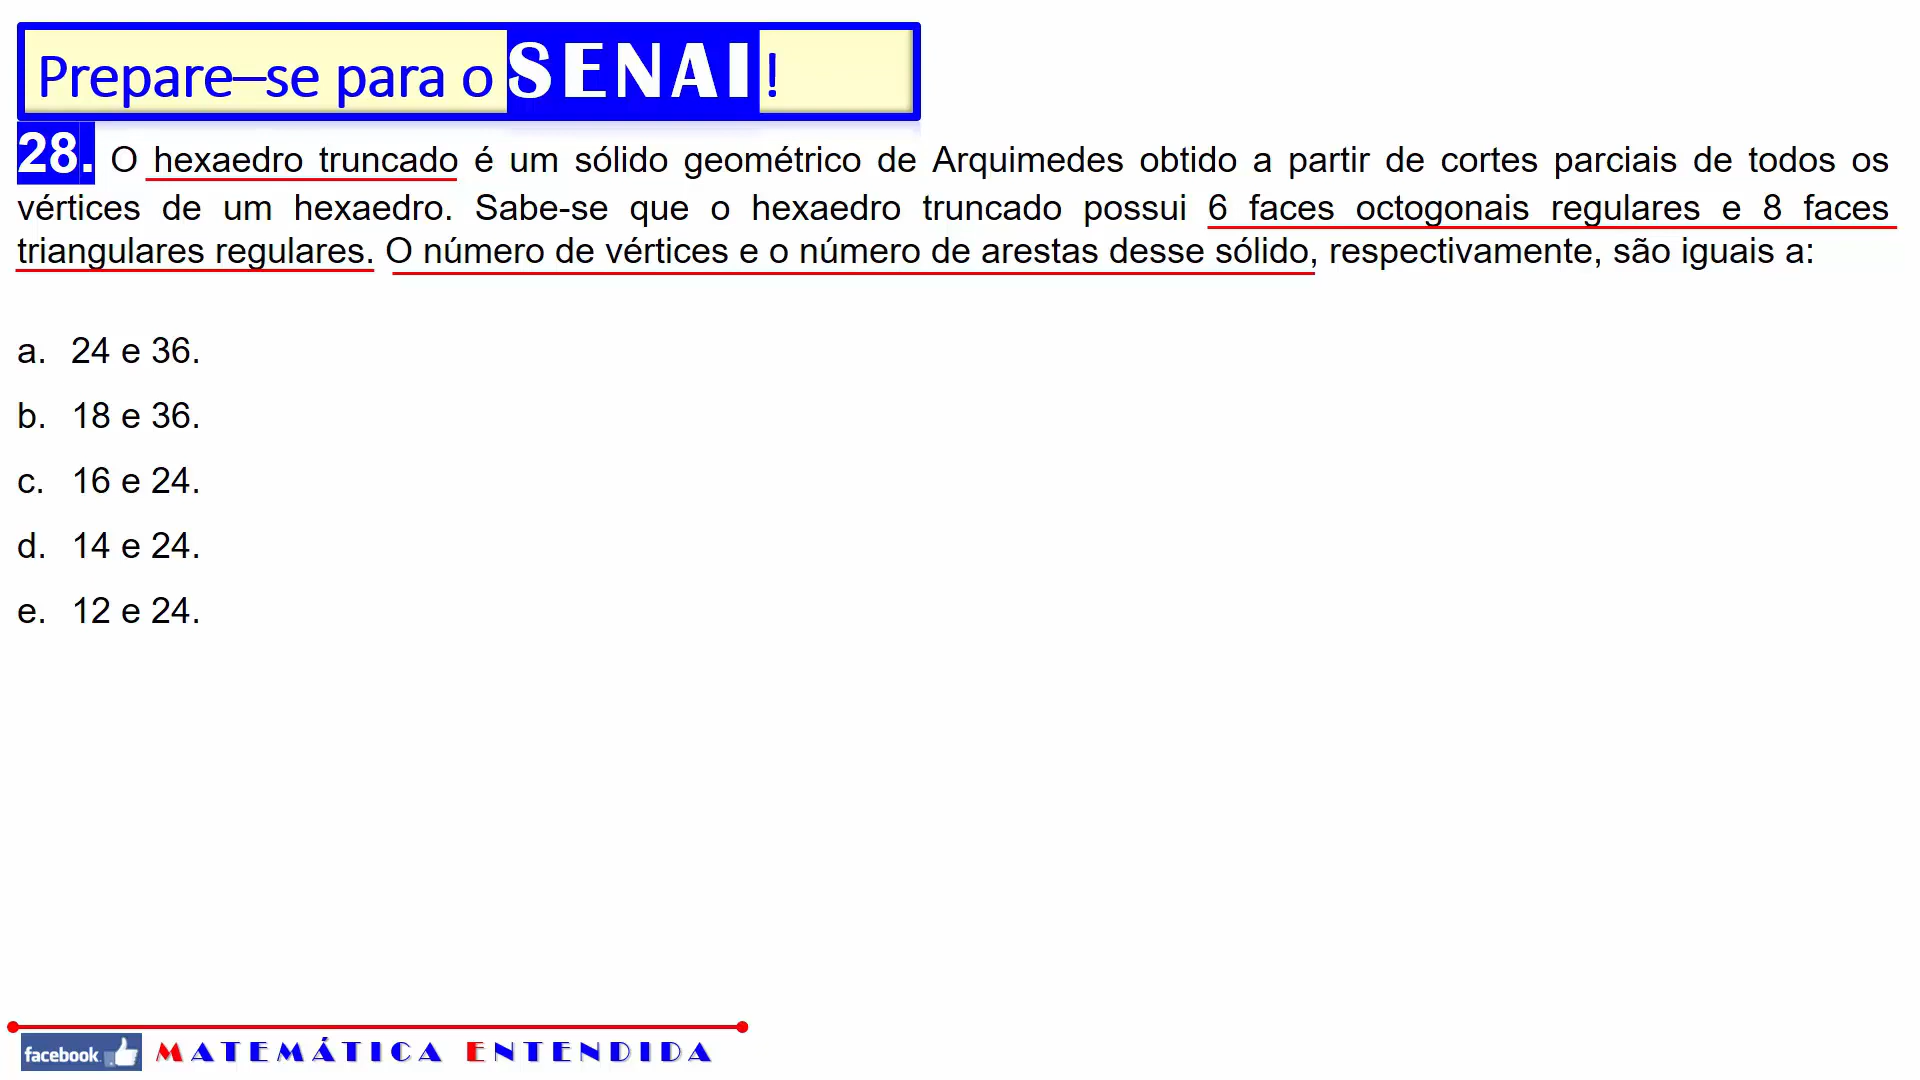 Prepare–se para o SENAI!
28. O hexaedro truncado é um sólido geométrico de Arquimedes obtido a partir de cortes parciais de todos os
vértices de um hexaedro. Sabe-se que o hexaedro truncado possui 6 faces octogonais regulares e 8 faces
triangulares regulares. O número de vértices e o número de arestas desse sólido, respectivamente, são iguais a:
a. 24 e 36.
b. 18 e 36.
c. 16 e 24.
d. 14 e 24.
e. 12 e 24.
facebook MATEMÁTICA ENTENDIDA